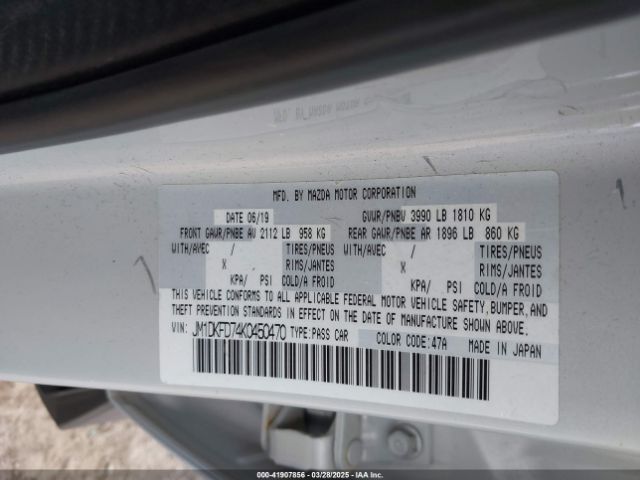 MFD. BY MAZDA MOTOR CORPORATION
DATE 06/19 GVWR/PNBV 3990 LB 1810 KG
FRONT GAWR/PNBE AV 2112 LB 958 KG REAR GAWR/PNBE AR 1896 LB 860 KG
WITH/AVEC / TIRES/PNEUS WITH/AVEC / TIRES/PNEUS
X . RIMS/JANTES X . RIMS/JANTES
KPA/ PSI COLD/A FROID KPA/ PSI COLD/A FROID
THIS VEHICLE CONFORMS TO ALL APPLICABLE FEDERAL MOTOR VEHICLE SAFETY, BUMPER, AND
THEFT PREVENTION STANDARDS IN EFFECT ON THE DATE OF MANUFACTURE SHOWN ABOVE.
VIN: JM1DKFD74K0450470 TYPE: PASS CAR COLOR CODE: 47A MADE IN JAPAN
000-41907856 — 03/28/2025 — IAAI.COM